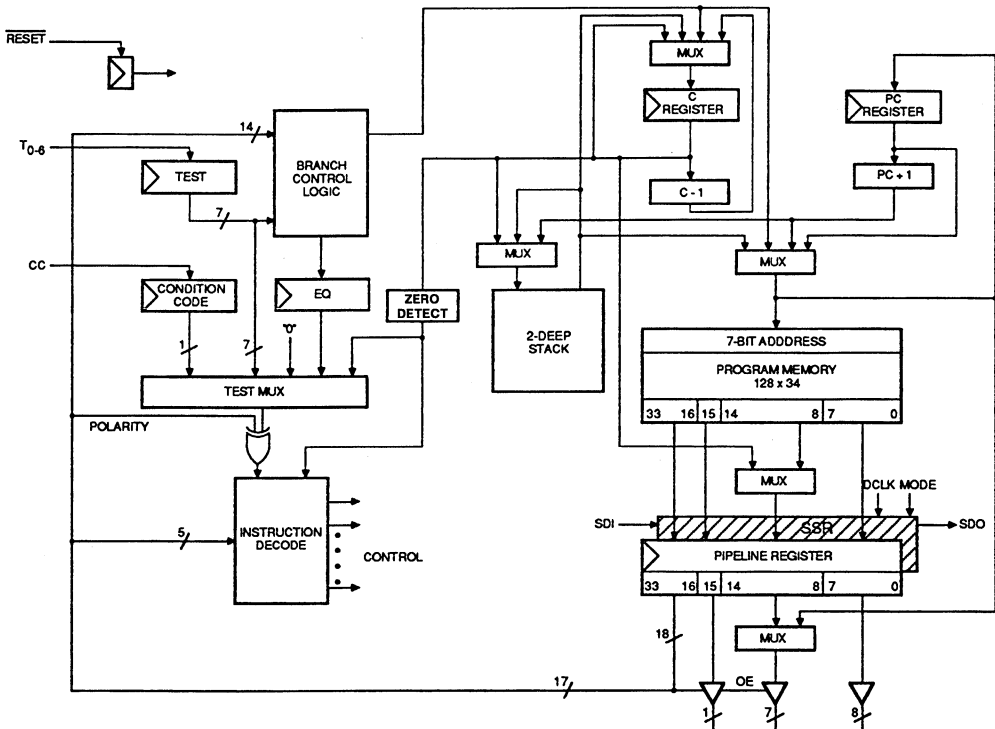 RESET
MUX
C
REGISTER
PC
REGISTER
14
T0-6
TEST
BRANCH
CONTROL
LOGIC
7
C - 1
PC + 1
MUX
MUX
CC
CONDITION
CODE
EQ
ZERO
DETECT
2-DEEP
STACK
"0"
1
7
7-BIT ADDDRESS
PROGRAM MEMORY
128 x 34
TEST MUX
33 16 15 14 8 7 0
POLARITY
MUX
DCLK MODE
SDI
SSR
SDO
INSTRUCTION
DECODE
5
CONTROL
PIPELINE REGISTER
33 16 15 14 8 7 0
18
MUX
17
OE
1
7
8